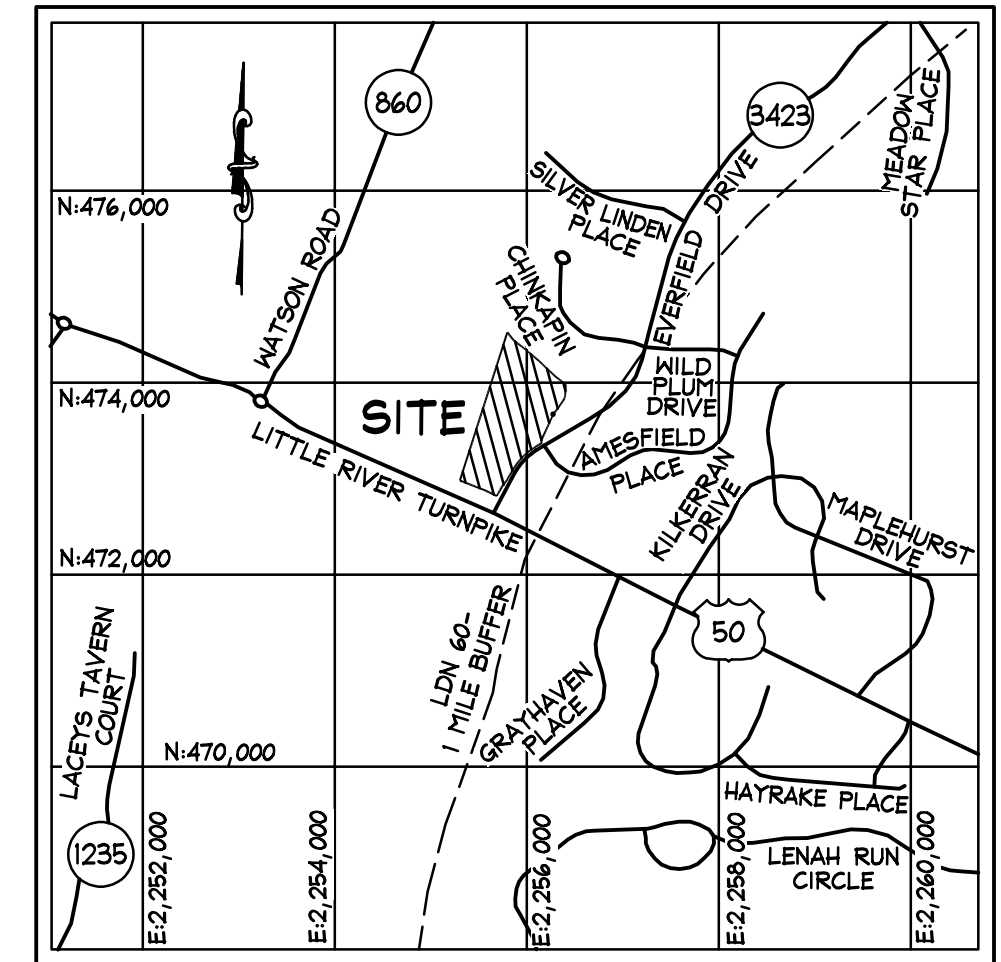 860
3423
MEADOW
STAR PLACE
N:476,000
SILVER LINDEN
PLACE
EVERFIELD DRIVE
WATSON ROAD
CHINKAPIN
PLACE
WILD
PLUM
DRIVE
N:474,000
SITE
LITTLE RIVER TURNPIKE
AMESFIELD
PLACE
KILKERRAN
DRIVE
MAPLEHURST
DRIVE
N:472,000
50
LDN 60-
1 MILE BUFFER
GRAYHAVEN
PLACE
LACEYS TAVERN
COURT
N:470,000
HAYRAKE PLACE
1235
LENAH RUN
CIRCLE
E:2,252,000
E:2,254,000
E:2,256,000
E:2,258,000
E:2,260,000